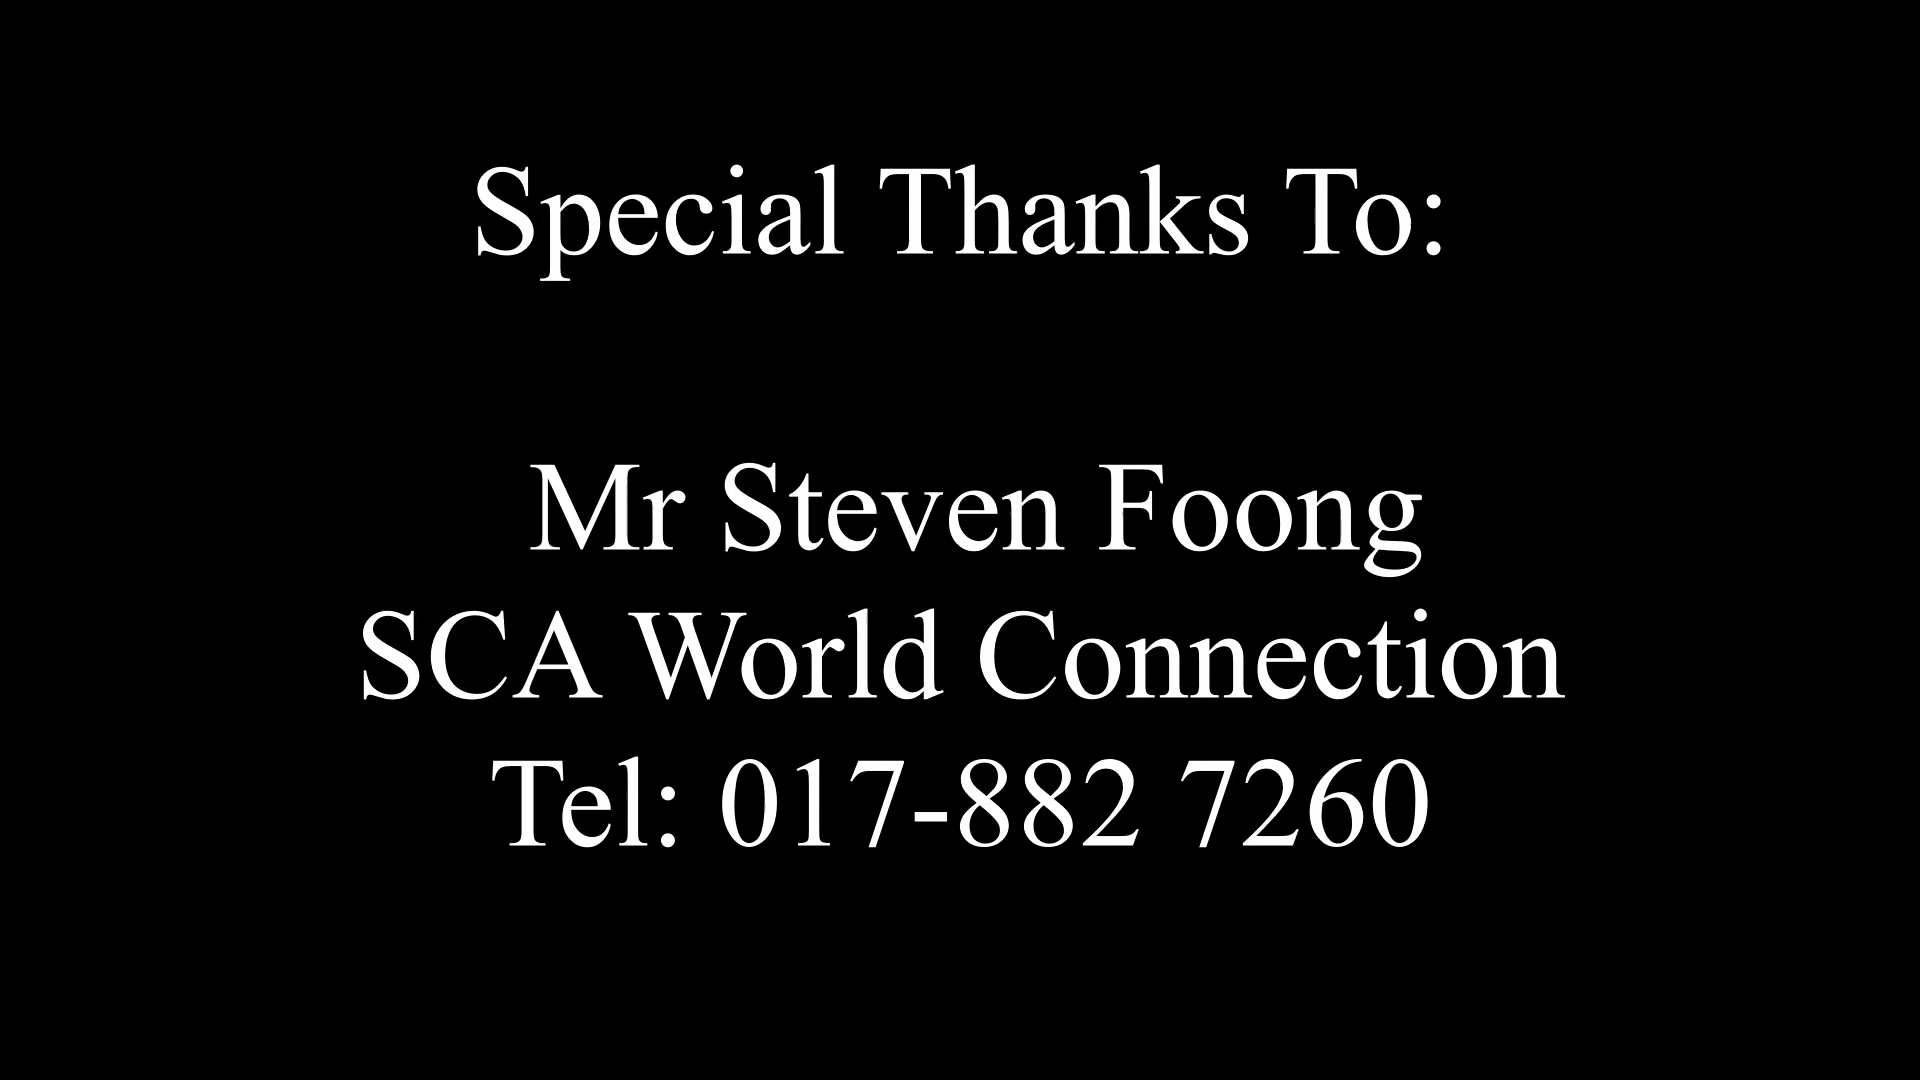 Special Thanks To:
Mr Steven Foong
SCA World Connection
Tel: 017-882 7260